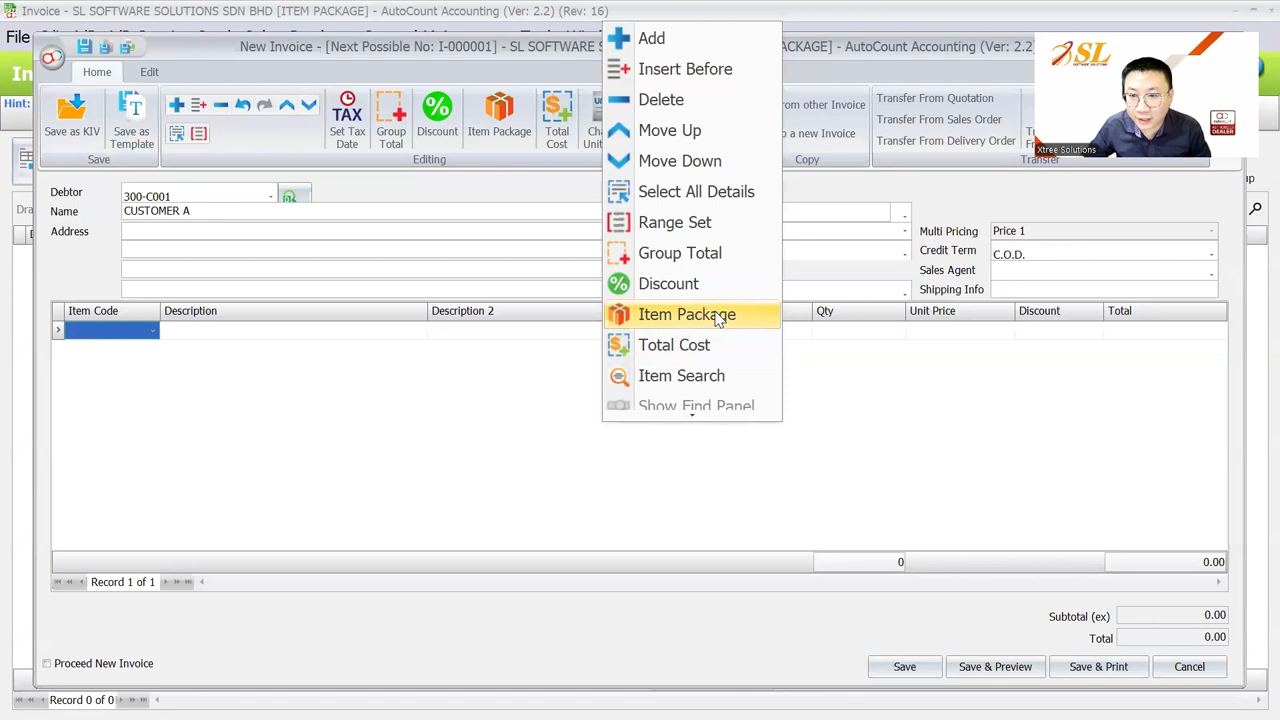 Invoice - SL SOFTWARE SOLUTIONS SDN BHD [ITEM PACKAGE] - AutoCount Accounting (Ver: 2.2) (Rev: 16)
File
New Invoice - [Next Possible No: I-000001] - SL SOFTWARE
PACKAGE] - AutoCount Accounting (Ver: 2.2)
Home
Edit
Hint:
Save as KIV
Save as Template
Set Tax Date
TAX
Group Total
Discount
Item Package
Total Cost
from other Invoice
o a new Invoice
Transfer From Quotation
Transfer From Sales Order
Transfer From Delivery Order
Save
Editing
Copy
Transfer
SL
SOFTWARE SOLUTIONS
Xtree Solutions
Add
Insert Before
Delete
Move Up
Move Down
Select All Details
Range Set
Group Total
Discount
Item Package
Total Cost
Item Search
Show Find Panel
Debtor
300-C001
Name
CUSTOMER A
Address
Multi Pricing
Price 1
Credit Term
C.O.D.
Sales Agent
Shipping Info
Item Code
Description
Description 2
Qty
Unit Price
Discount
Total
0
0.00
Record 1 of 1
Subtotal (ex)
0.00
Total
0.00
Proceed New Invoice
Save
Save & Preview
Save & Print
Cancel
Record 0 of 0